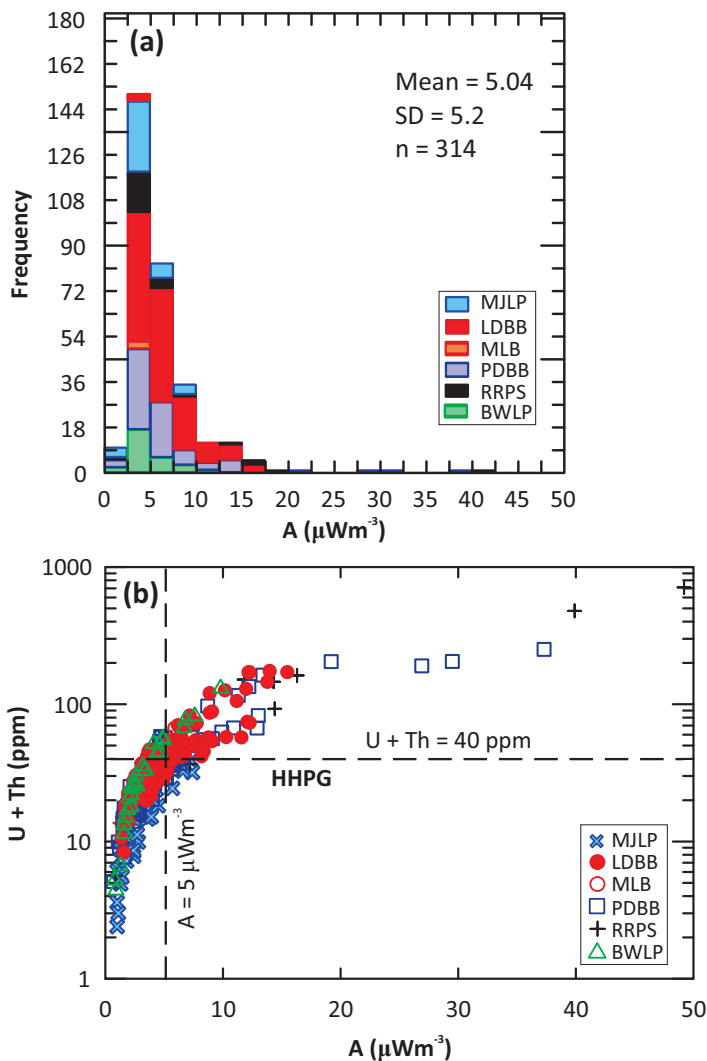 (a)
Mean = 5.04
SD = 5.2
n = 314
Frequency
180
162
144
126
108
90
72
54
36
18
0
0 5 10 15 20 25 30 35 40 45 50
A (μWm⁻³)
MJLP
LDBB
MLB
PDBB
RRPS
BWLP
(b)
U + Th (ppm)
1000
100
10
1
U + Th = 40 ppm
HHPG
A = 5 μWm⁻³
MJLP
LDBB
MLB
PDBB
RRPS
BWLP
0 10 20 30 40 50
A (μWm⁻³)